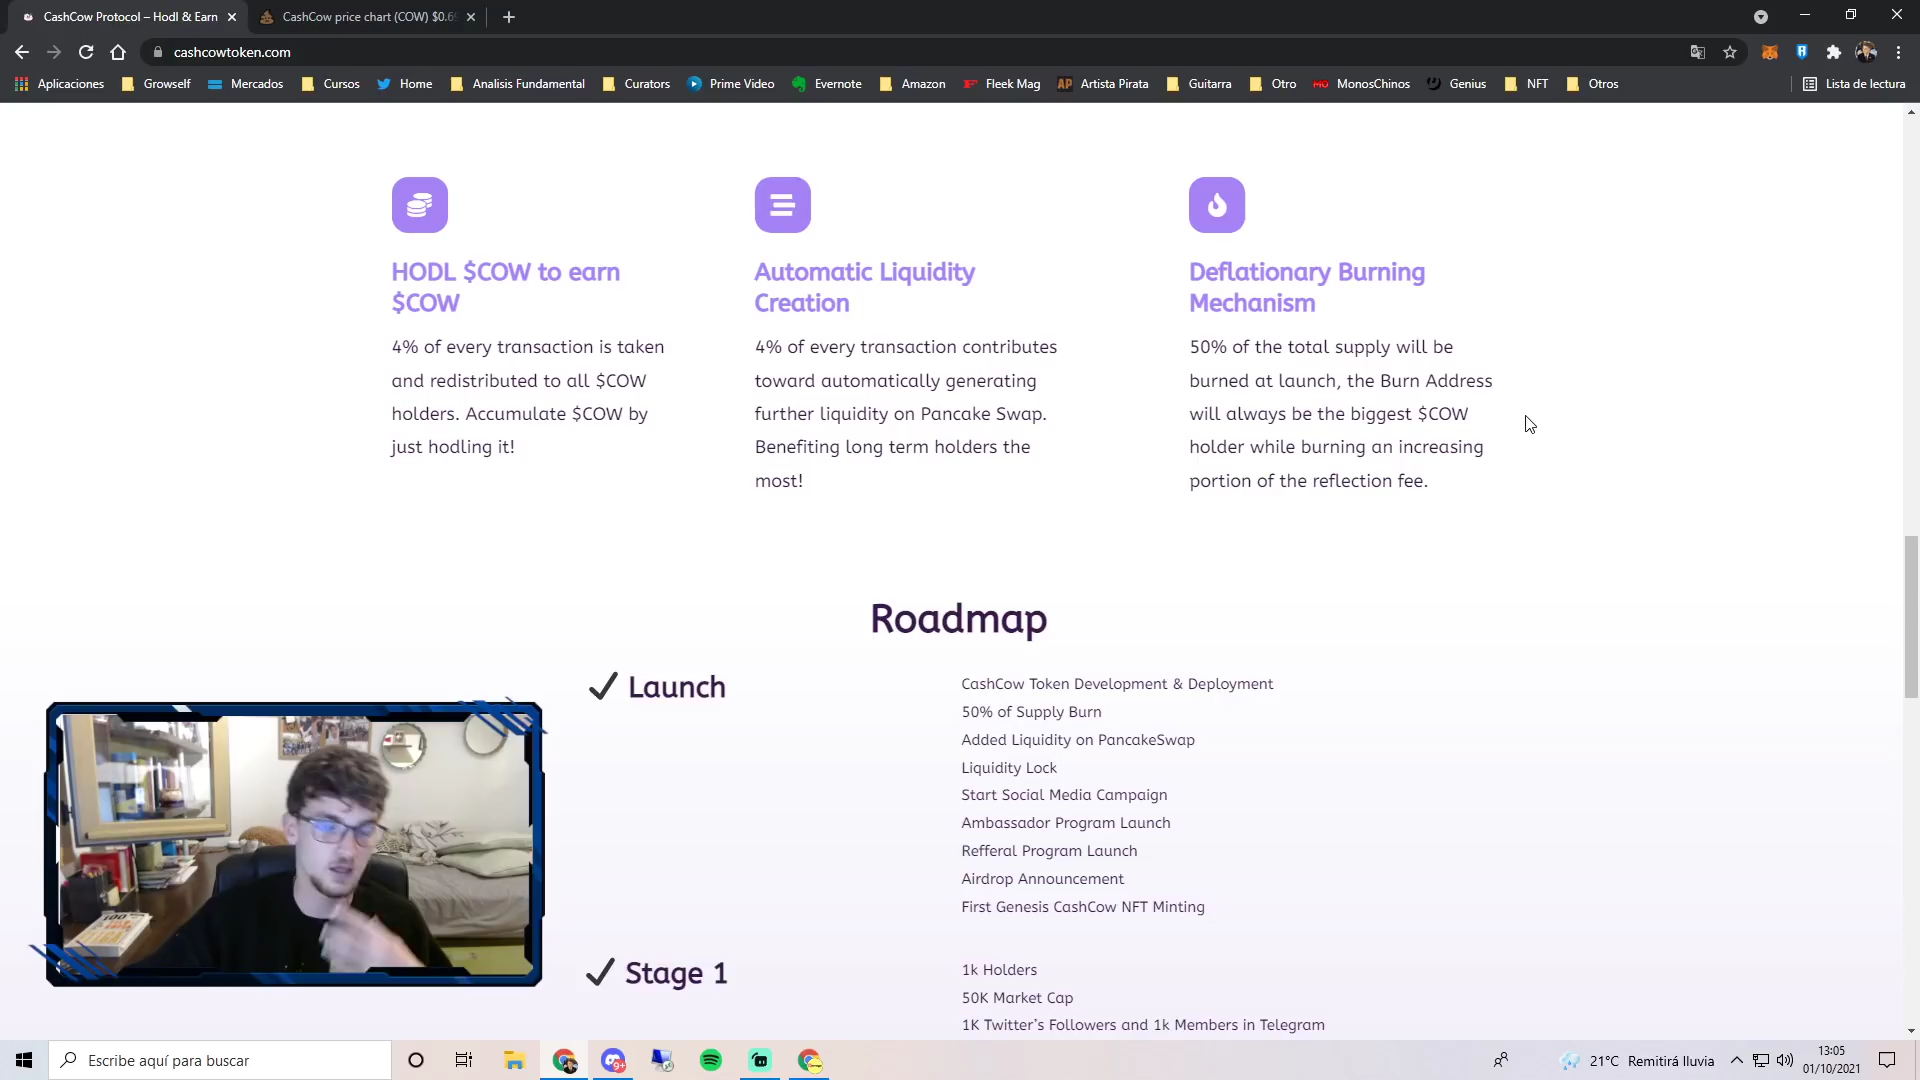 CashCow Protocol – Hodl & Earn
CashCow price chart (COW) $0.69
cashcowtoken.com
Aplicaciones
Growself
Mercados
Cursos
Home
Analisis Fundamental
Curators
Prime Video
Evernote
Amazon
Fleek Mag
AP
Artista Pirata
Guitarra
Otro
MO
MonosChinos
Genius
NFT
Otros
Lista de lectura
HODL $COW to earn
$COW
4% of every transaction is taken
and redistributed to all $COW
holders. Accumulate $COW by
just hodling it!
Automatic Liquidity
Creation
4% of every transaction contributes
toward automatically generating
further liquidity on Pancake Swap.
Benefiting long term holders the
most!
Deflationary Burning
Mechanism
50% of the total supply will be
burned at launch, the Burn Address
will always be the biggest $COW
holder while burning an increasing
portion of the reflection fee.
Roadmap
Launch
CashCow Token Development & Deployment
50% of Supply Burn
Added Liquidity on PancakeSwap
Liquidity Lock
Start Social Media Campaign
Ambassador Program Launch
Refferal Program Launch
Airdrop Announcement
First Genesis CashCow NFT Minting
Stage 1
1k Holders
50K Market Cap
1K Twitter's Followers and 1k Members in Telegram
100
Escribe aquí para buscar
9+
21°C Remitirá lluvia
13:05
01/10/2021